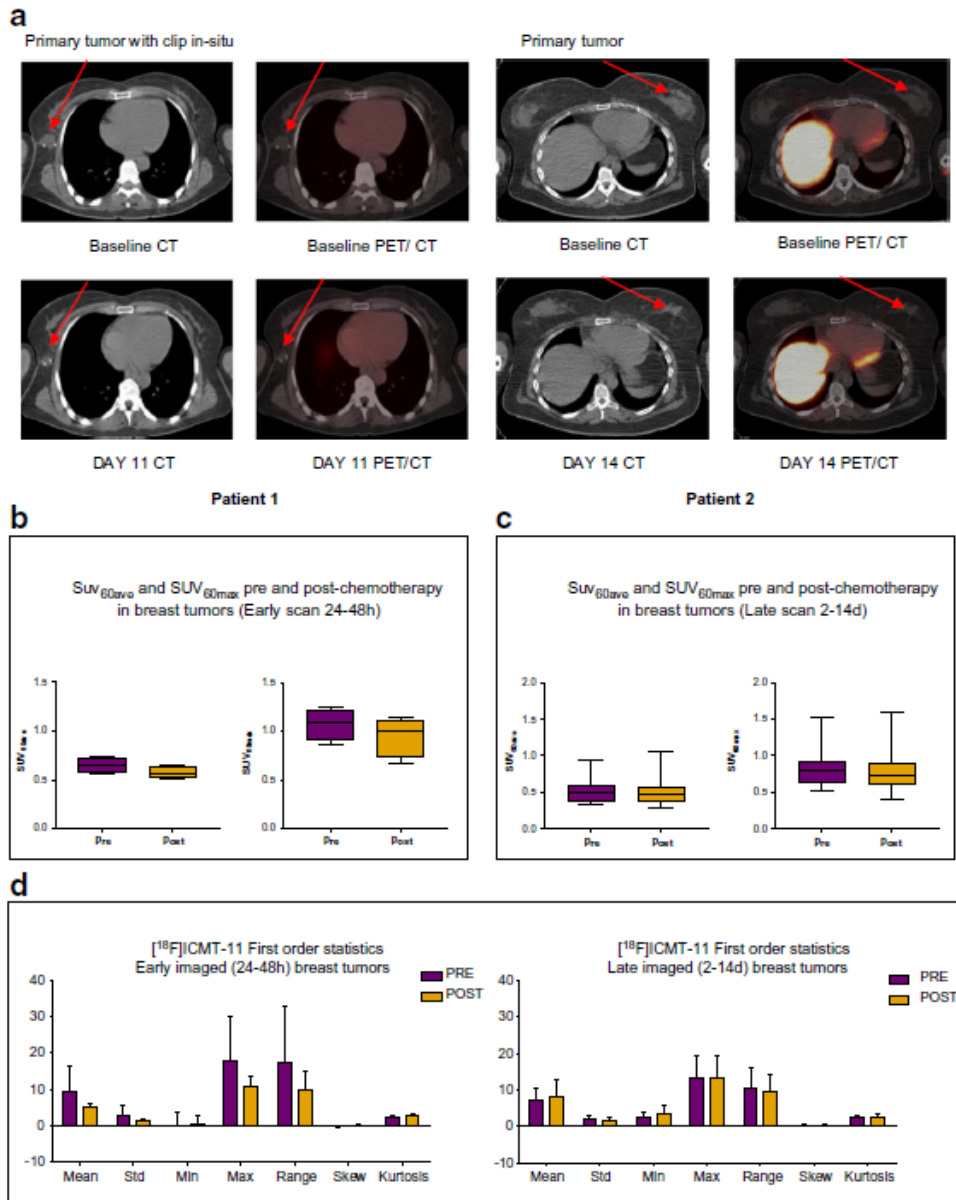 a
Primary tumor with clip in-situ
Primary tumor
Baseline CT
Baseline PET/ CT
Baseline CT
Baseline PET/ CT
DAY 11 CT
DAY 11 PET/CT
DAY 14 CT
DAY 14 PET/CT
Patient 1
Patient 2
b
c
Suv60ave and SUV60max pre and post-chemotherapy
in breast tumors (Early scan 24-48h)
Suv60ave and SUV60max pre and post-chemotherapy
in breast tumors (Late scan 2-14d)
1.5
1.0
0.5
0.0
SUV60ave
Pre
Post
1.5
1.0
0.5
0.0
Pre
Post
2.0
1.5
1.0
0.5
0.0
SUV60ave
Pre
Post
2.0
1.5
1.0
0.5
0.0
SUV60max
Pre
Post
d
[18F]ICMT-11 First order statistics
Early imaged (24-48h) breast tumors
PRE
POST
40
30
20
10
0
-10
Mean Std Min Max Range Skew Kurtosis
[18F]ICMT-11 First order statistics
Late imaged (2-14d) breast tumors
PRE
POST
40
30
20
10
0
-10
Mean Std Min Max Range Skew Kurtosis